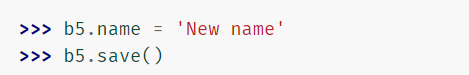 >>> b5.name = 'New name'
>>> b5.save()